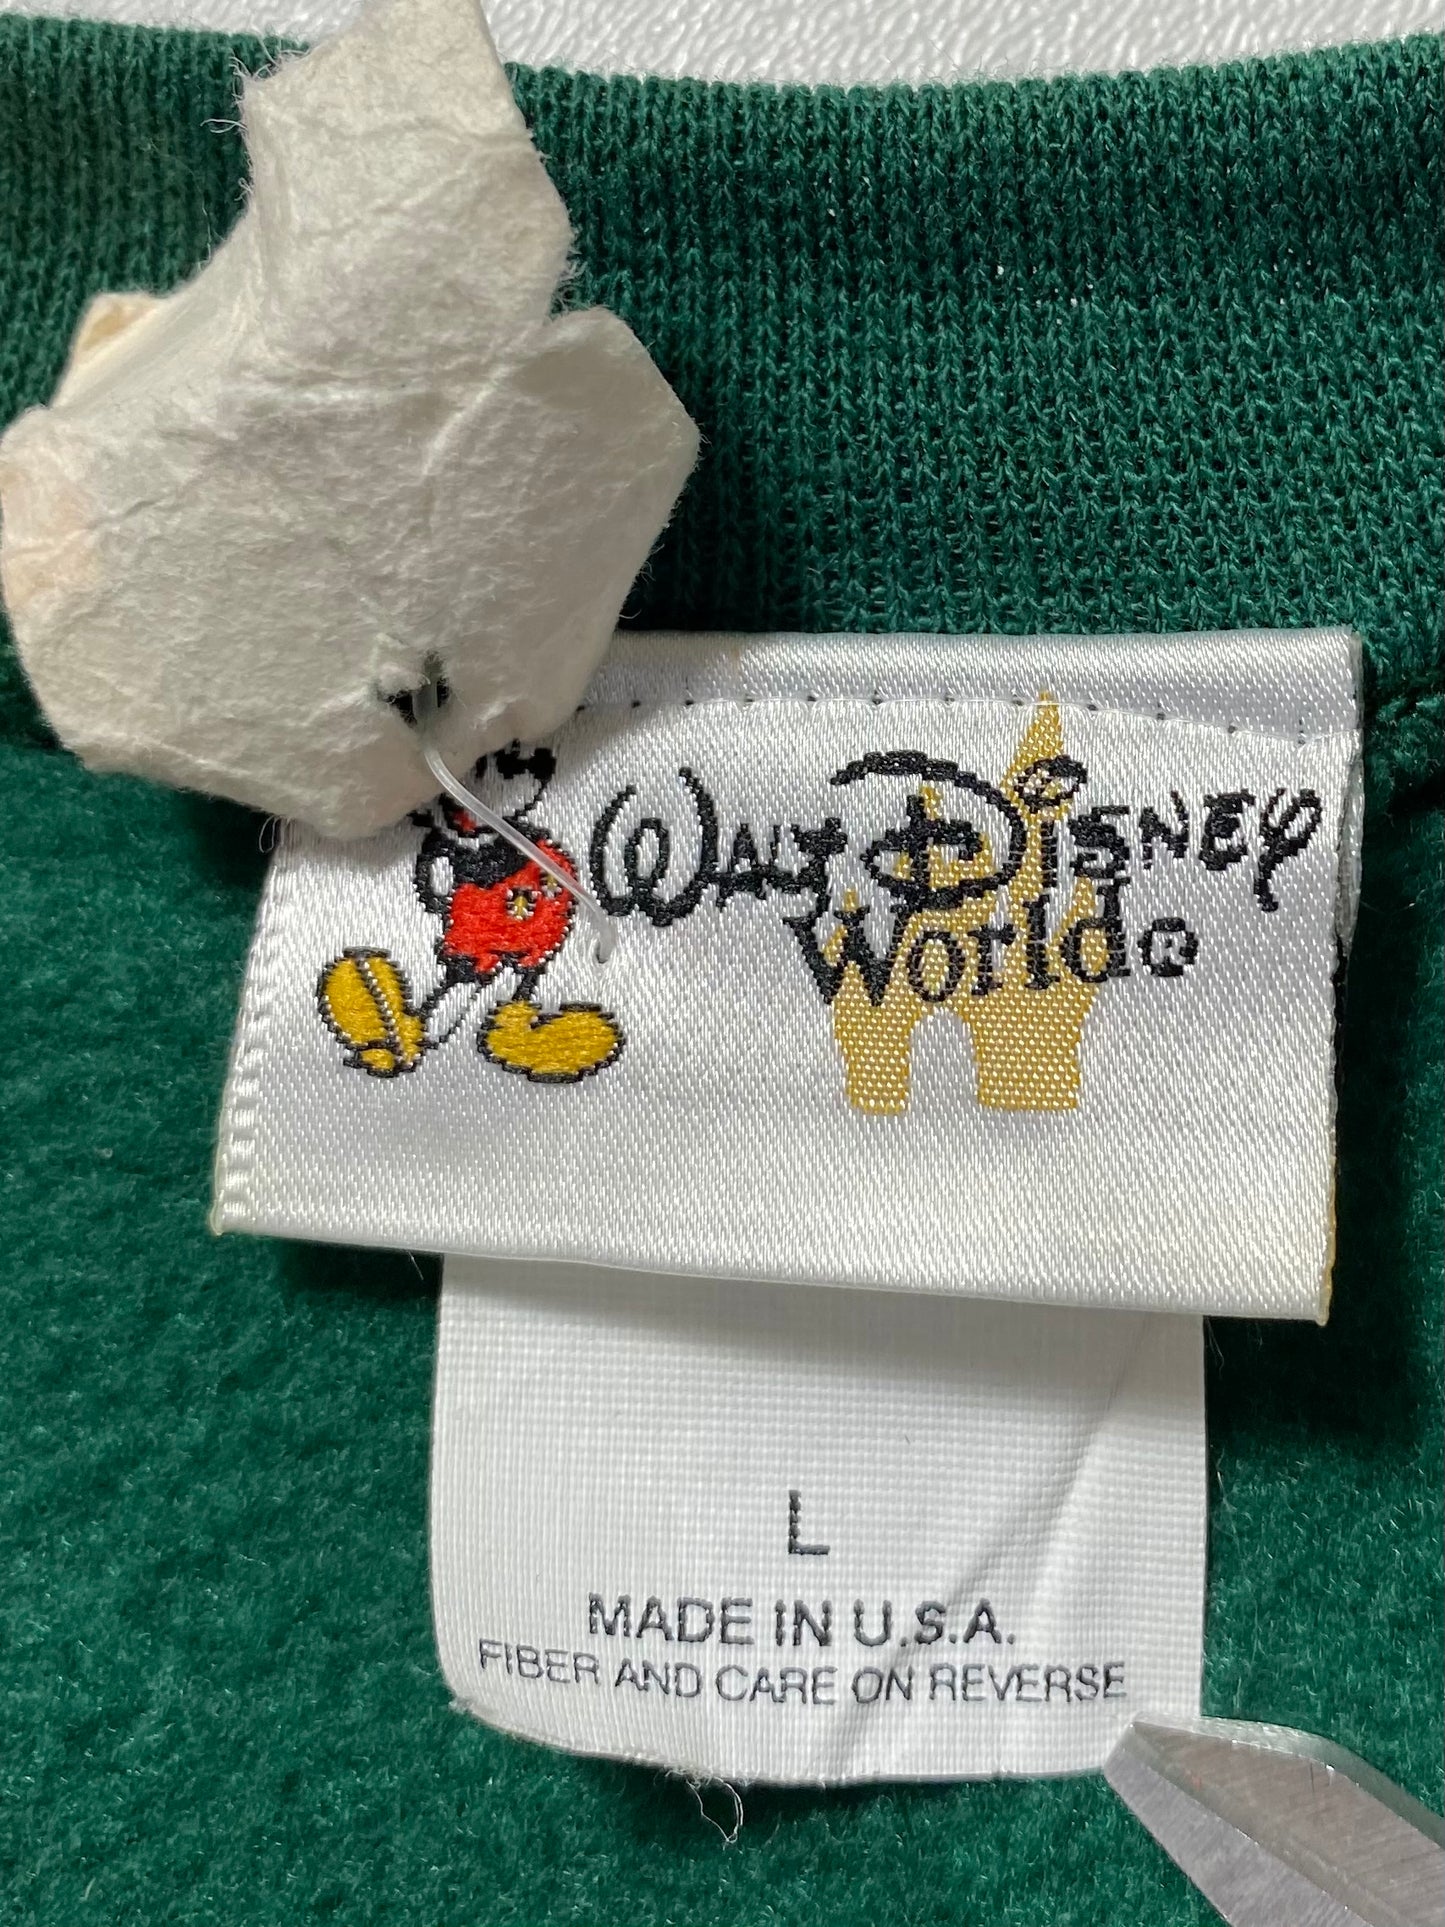 WALT DISNEY
World®
L
MADE IN U.S.A.
FIBER AND CARE ON REVERSE